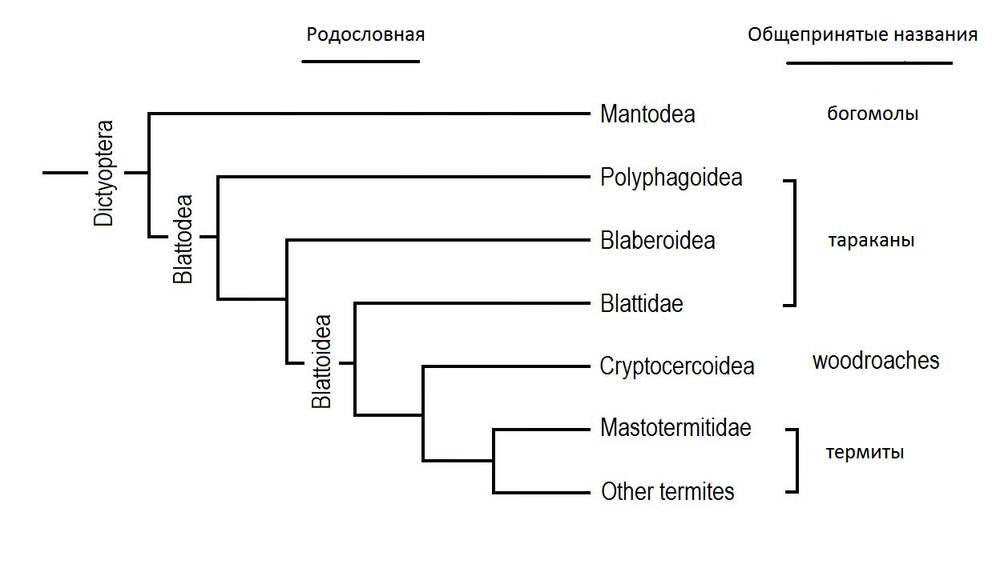 Родословная
Общепринятые названия
Dictyoptera
Mantodea
богомолы
Blattodea
Polyphagoidea
Blaberoidea
тараканы
Blattoidea
Blattidae
Cryptocercoidea
woodroaches
Mastotermitidae
термиты
Other termites